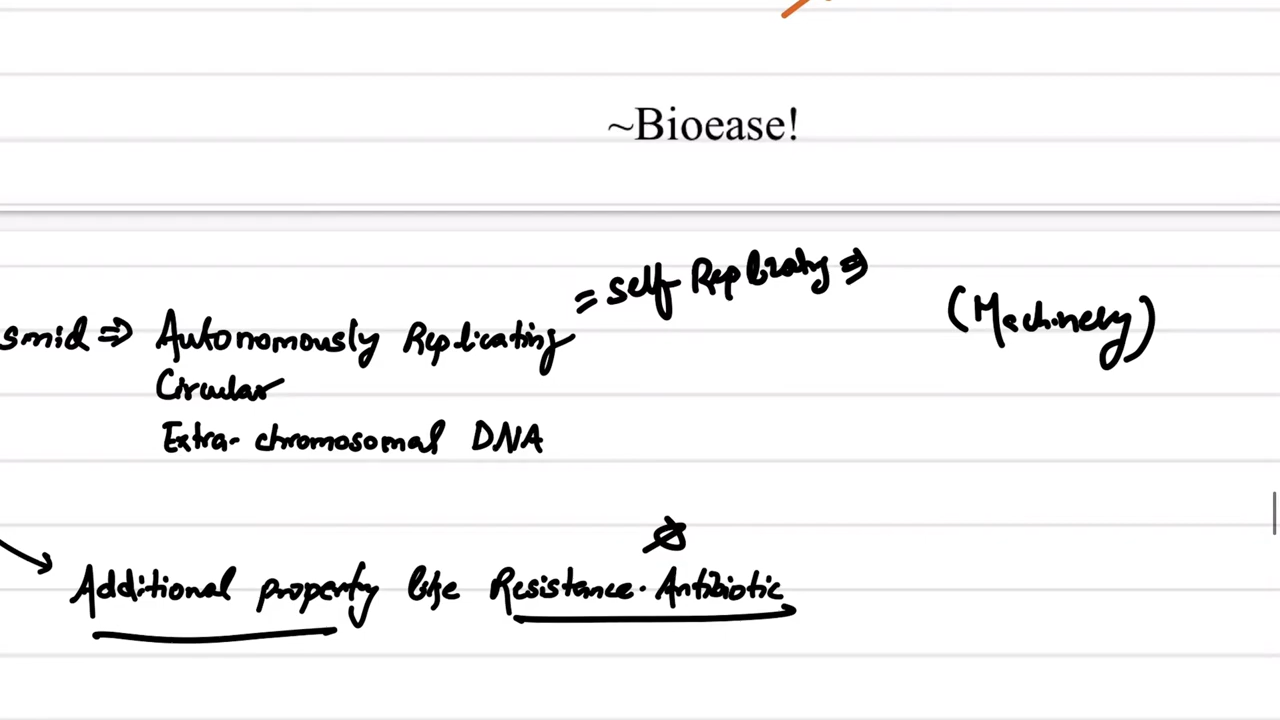 ~Bioease!
= self Replicating ⇒
smid ⇒ Autonomously Replicating
(Machinery)
Circular
Extra-chromosomal DNA
Additional property like Resistance. Antibiotic